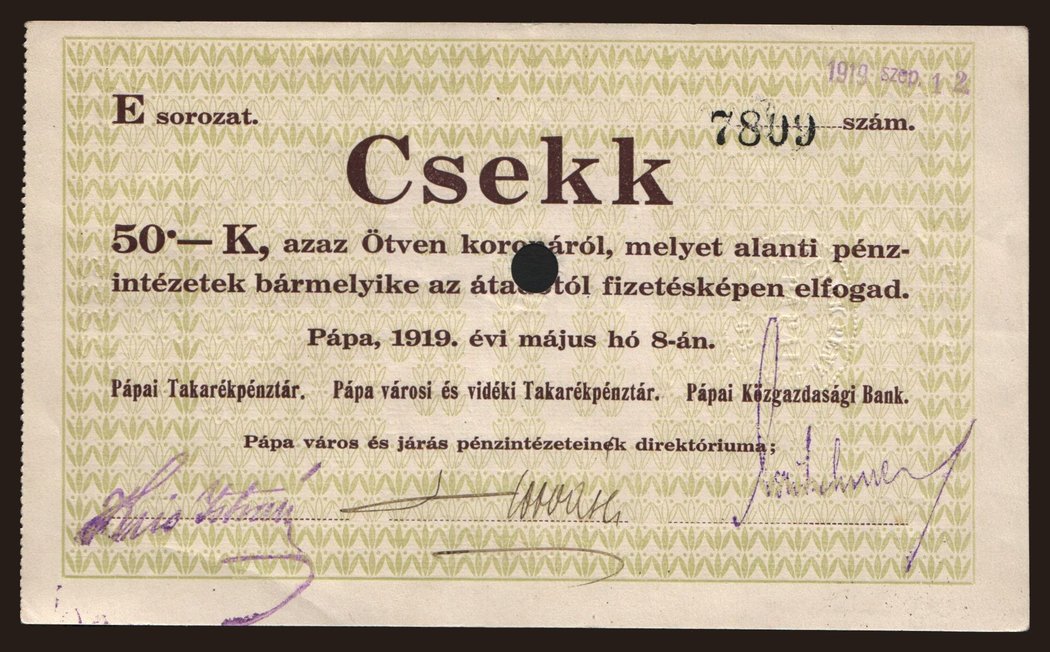 1919 szep. 1 2
E sorozat.
7809 szám.
Csekk
50·— K, azaz Ötven koronáról, melyet alanti pénz-
intézetek bármelyike az átadótól fizetésképen elfogad.
Pápa, 1919. évi május hó 8-án.
Pápai Takarékpénztár. Pápa városi és vidéki Takarékpénztár. Pápai Közgazdasági Bank.
Pápa város és járás pénzintézeteinek direktóriuma;
Kis István